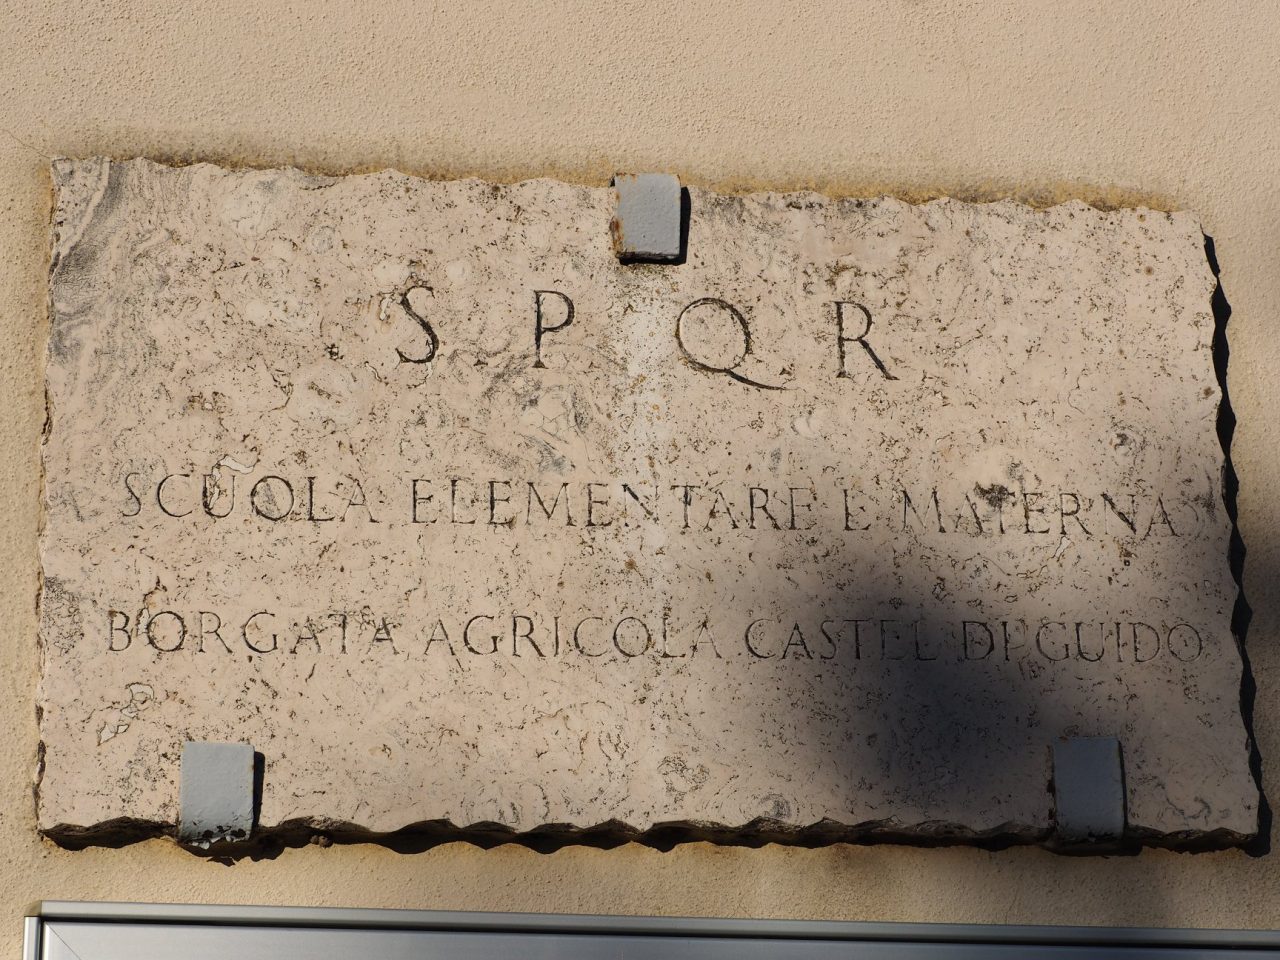 S P Q R
SCUOLA ELEMENTARE E MATERNA
BORGATA AGRICOLA CASTEL DI GUIDO